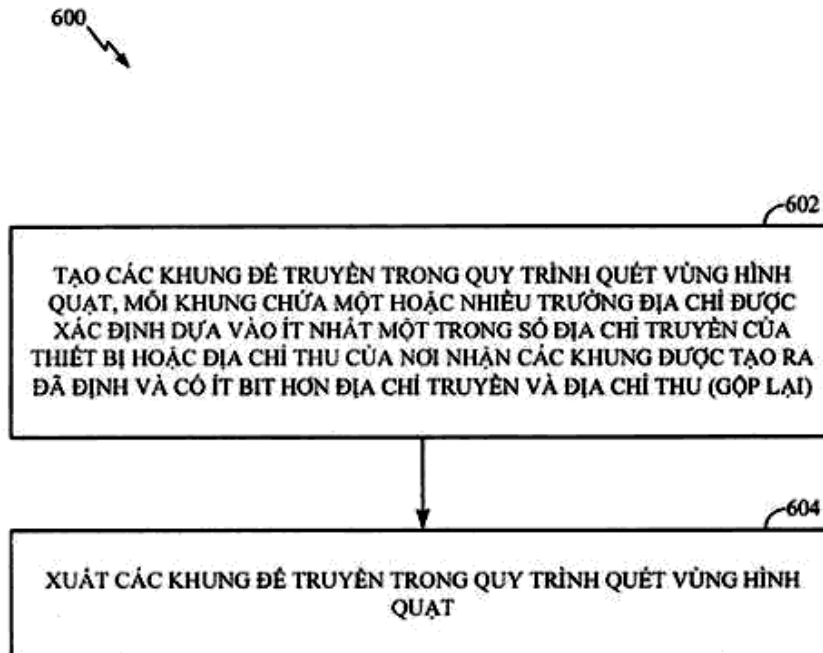 600
602
TẠO CÁC KHUNG ĐỂ TRUYỀN TRONG QUY TRÌNH QUÉT VÙNG HÌNH
QUẠT, MỖI KHUNG CHỨA MỘT HOẶC NHIỀU TRƯỜNG ĐỊA CHỈ ĐƯỢC
XÁC ĐỊNH DỰA VÀO ÍT NHẤT MỘT TRONG SỐ ĐỊA CHỈ TRUYỀN CỦA
THIẾT BỊ HOẶC ĐỊA CHỈ THU CỦA NƠI NHẬN CÁC KHUNG ĐƯỢC TẠO RA
ĐÃ ĐỊNH VÀ CÓ ÍT BIT HƠN ĐỊA CHỈ TRUYỀN VÀ ĐỊA CHỈ THU (GỘP LẠI)
604
XUẤT CÁC KHUNG ĐỂ TRUYỀN TRONG QUY TRÌNH QUÉT VÙNG HÌNH
QUẠT